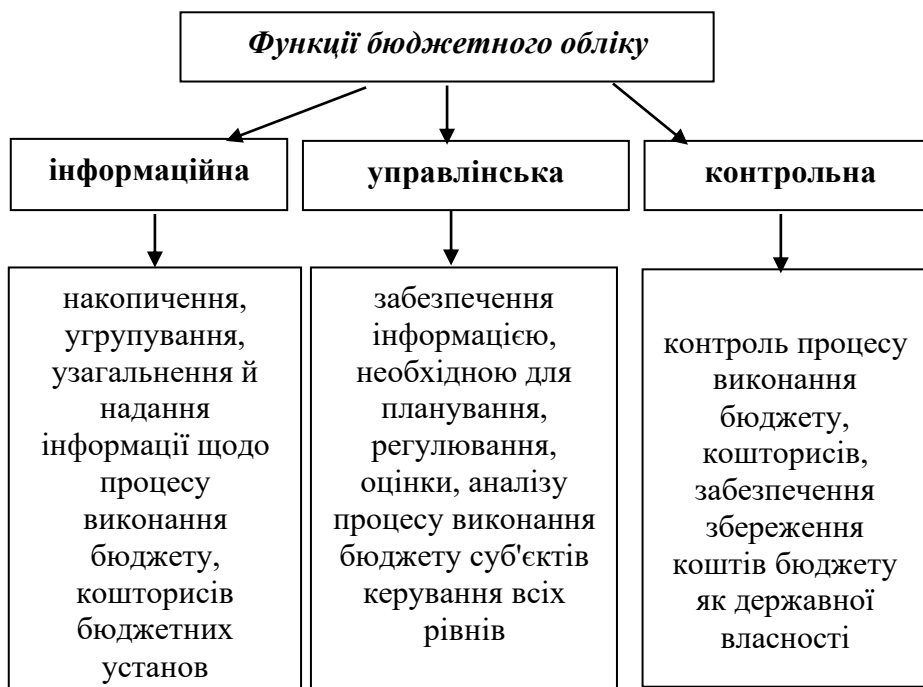 Функції бюджетного обліку
інформаційна
управлінська
контрольна
накопичення,
угрупування,
узагальнення й
надання
інформації щодо
процесу
виконання
бюджету,
кошторисів
бюджетних
установ
забезпечення
інформацією,
необхідною для
планування,
регулювання,
оцінки, аналізу
процесу виконання
бюджету суб'єктів
керування всіх
рівнів
контроль процесу
виконання
бюджету,
кошторисів,
забезпечення
збереження
коштів бюджету
як державної
власності